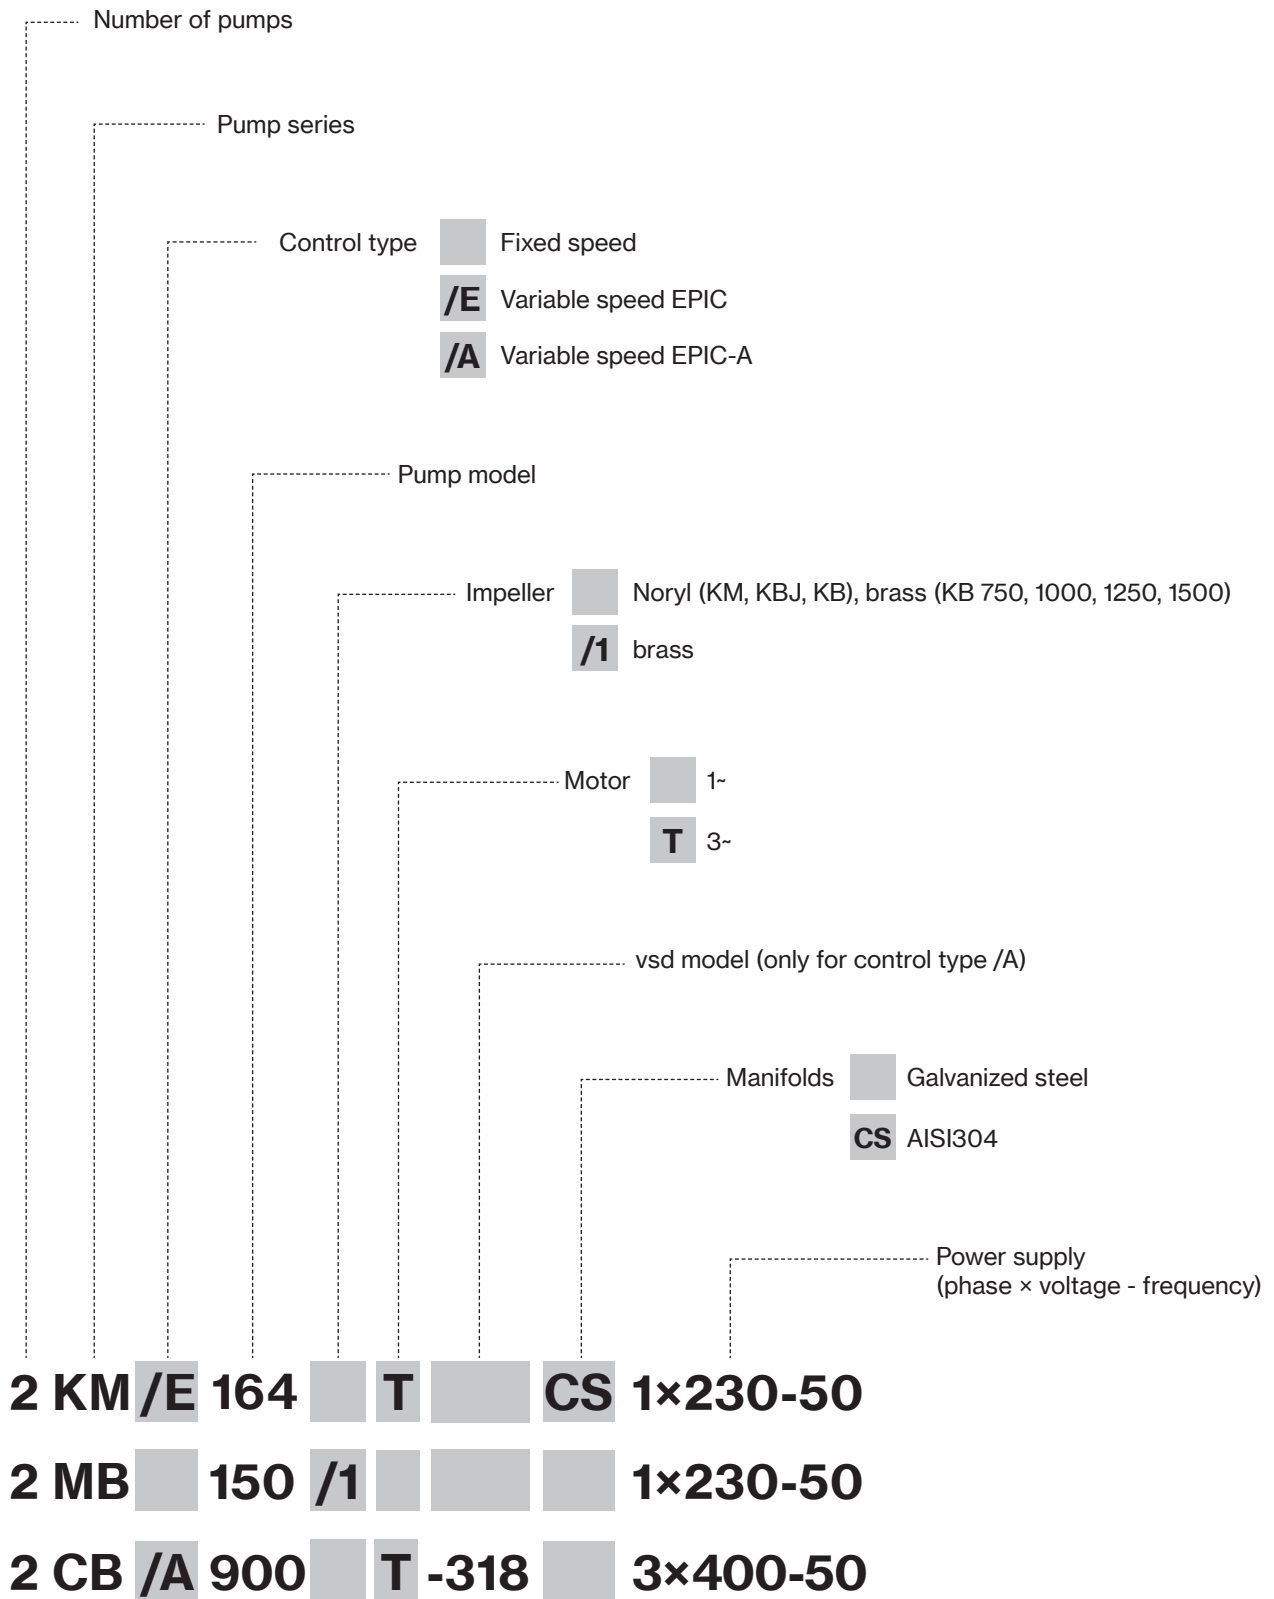 Number of pumps
Pump series
Control type Fixed speed
/E Variable speed EPIC
/A Variable speed EPIC-A
Pump model
Impeller Noryl (KM, KBJ, KB), brass (KB 750, 1000, 1250, 1500)
/1 brass
Motor 1~
T 3~
vsd model (only for control type /A)
Manifolds Galvanized steel
CS AISI304
Power supply
(phase × voltage - frequency)
2 KM /E 164 T CS 1×230-50
2 MB 150 /1 1×230-50
2 CB /A 900 T -318 3×400-50